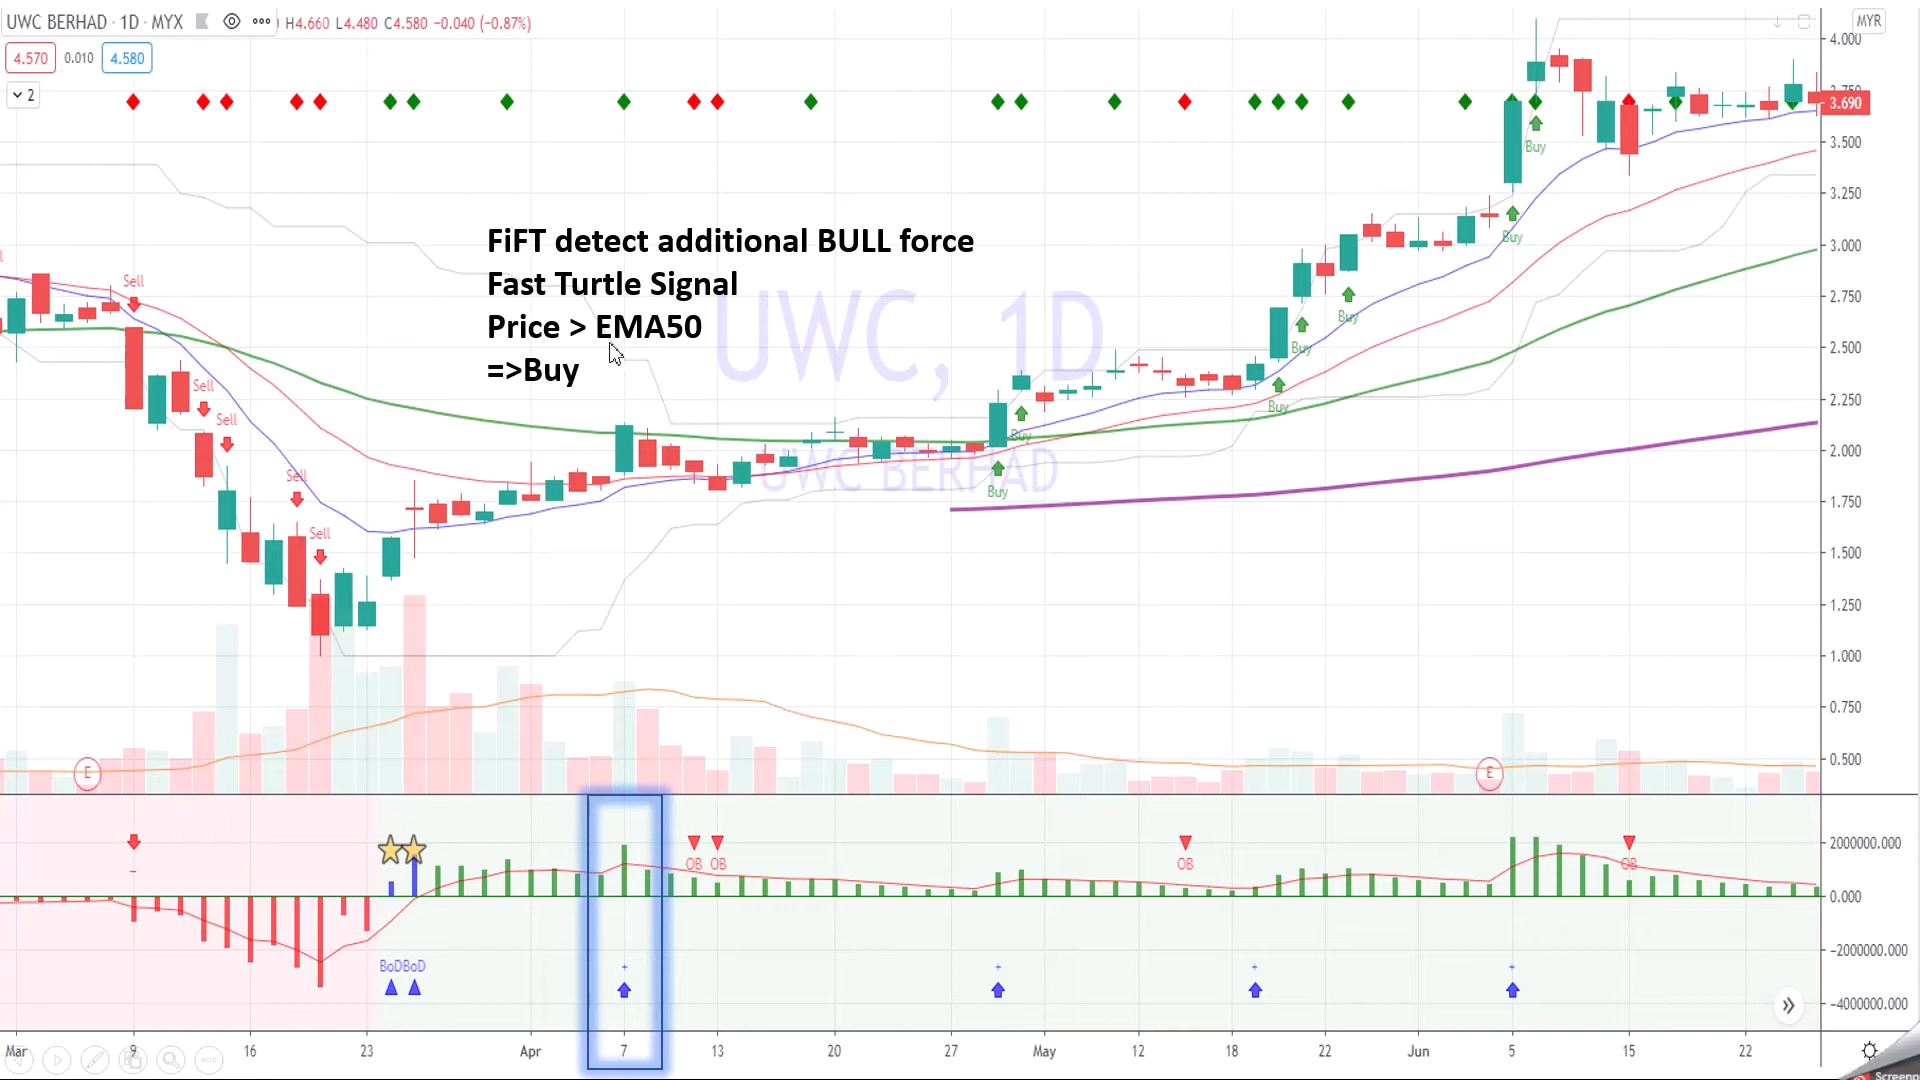 UWC BERHAD · 1D · MYX H4.660 L4.480 C4.580 −0.040 (−0.87%)
MYR
4.570 0.010 4.580
2
FiFT detect additional BULL force
Fast Turtle Signal
Price > EMA50
=>Buy
UWC, 1D
UWC BERHAD
Sell
Sell
Sell
Sell
Sell
Buy
Buy
Buy
Buy
Buy
Buy
Buy
4.000
3.690
3.500
3.250
3.000
2.750
2.500
2.250
2.000
1.750
1.500
1.250
1.000
0.750
0.500
E
E
OB OB OB OB
BoD BoD
+ + + +
2000000.000
0.000
−2000000.000
−4000000.000
Mar 9 16 23 Apr 7 13 20 27 May 12 18 22 Jun 5 15 22